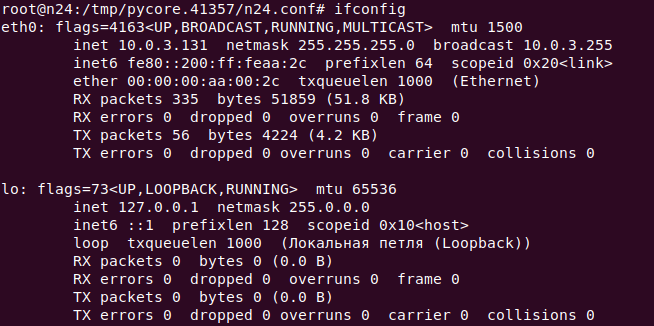 root@n24:/tmp/pycore.41357/n24.conf# ifconfig
eth0: flags=4163<UP,BROADCAST,RUNNING,MULTICAST>  mtu 1500
        inet 10.0.3.131  netmask 255.255.255.0  broadcast 10.0.3.255
        inet6 fe80::200:ff:feaa:2c  prefixlen 64  scopeid 0x20<link>
        ether 00:00:00:aa:00:2c  txqueuelen 1000  (Ethernet)
        RX packets 335  bytes 51859 (51.8 KB)
        RX errors 0  dropped 0  overruns 0  frame 0
        TX packets 56  bytes 4224 (4.2 KB)
        TX errors 0  dropped 0 overruns 0  carrier 0  collisions 0

lo: flags=73<UP,LOOPBACK,RUNNING>  mtu 65536
        inet 127.0.0.1  netmask 255.0.0.0
        inet6 ::1  prefixlen 128  scopeid 0x10<host>
        loop  txqueuelen 1000  (Локальная петля (Loopback))
        RX packets 0  bytes 0 (0.0 B)
        RX errors 0  dropped 0  overruns 0  frame 0
        TX packets 0  bytes 0 (0.0 B)
        TX errors 0  dropped 0 overruns 0  carrier 0  collisions 0